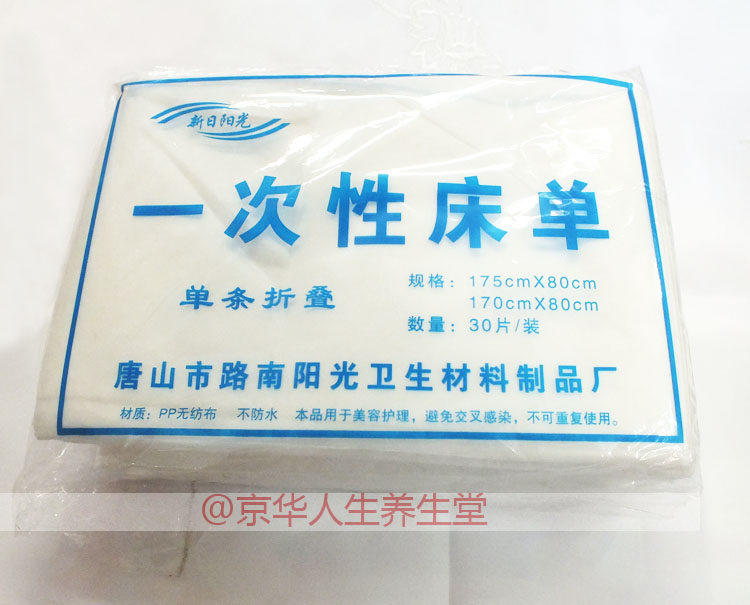 新日阳光
一次性床单
单条折叠
规格：175cmX80cm
170cmX80cm
数量：30片/装
唐山市路南阳光卫生材料制品厂
材质：PP无纺布 不防水 本品用于美容护理，避免交叉感染，不可重复使用。
@京华人生养生堂